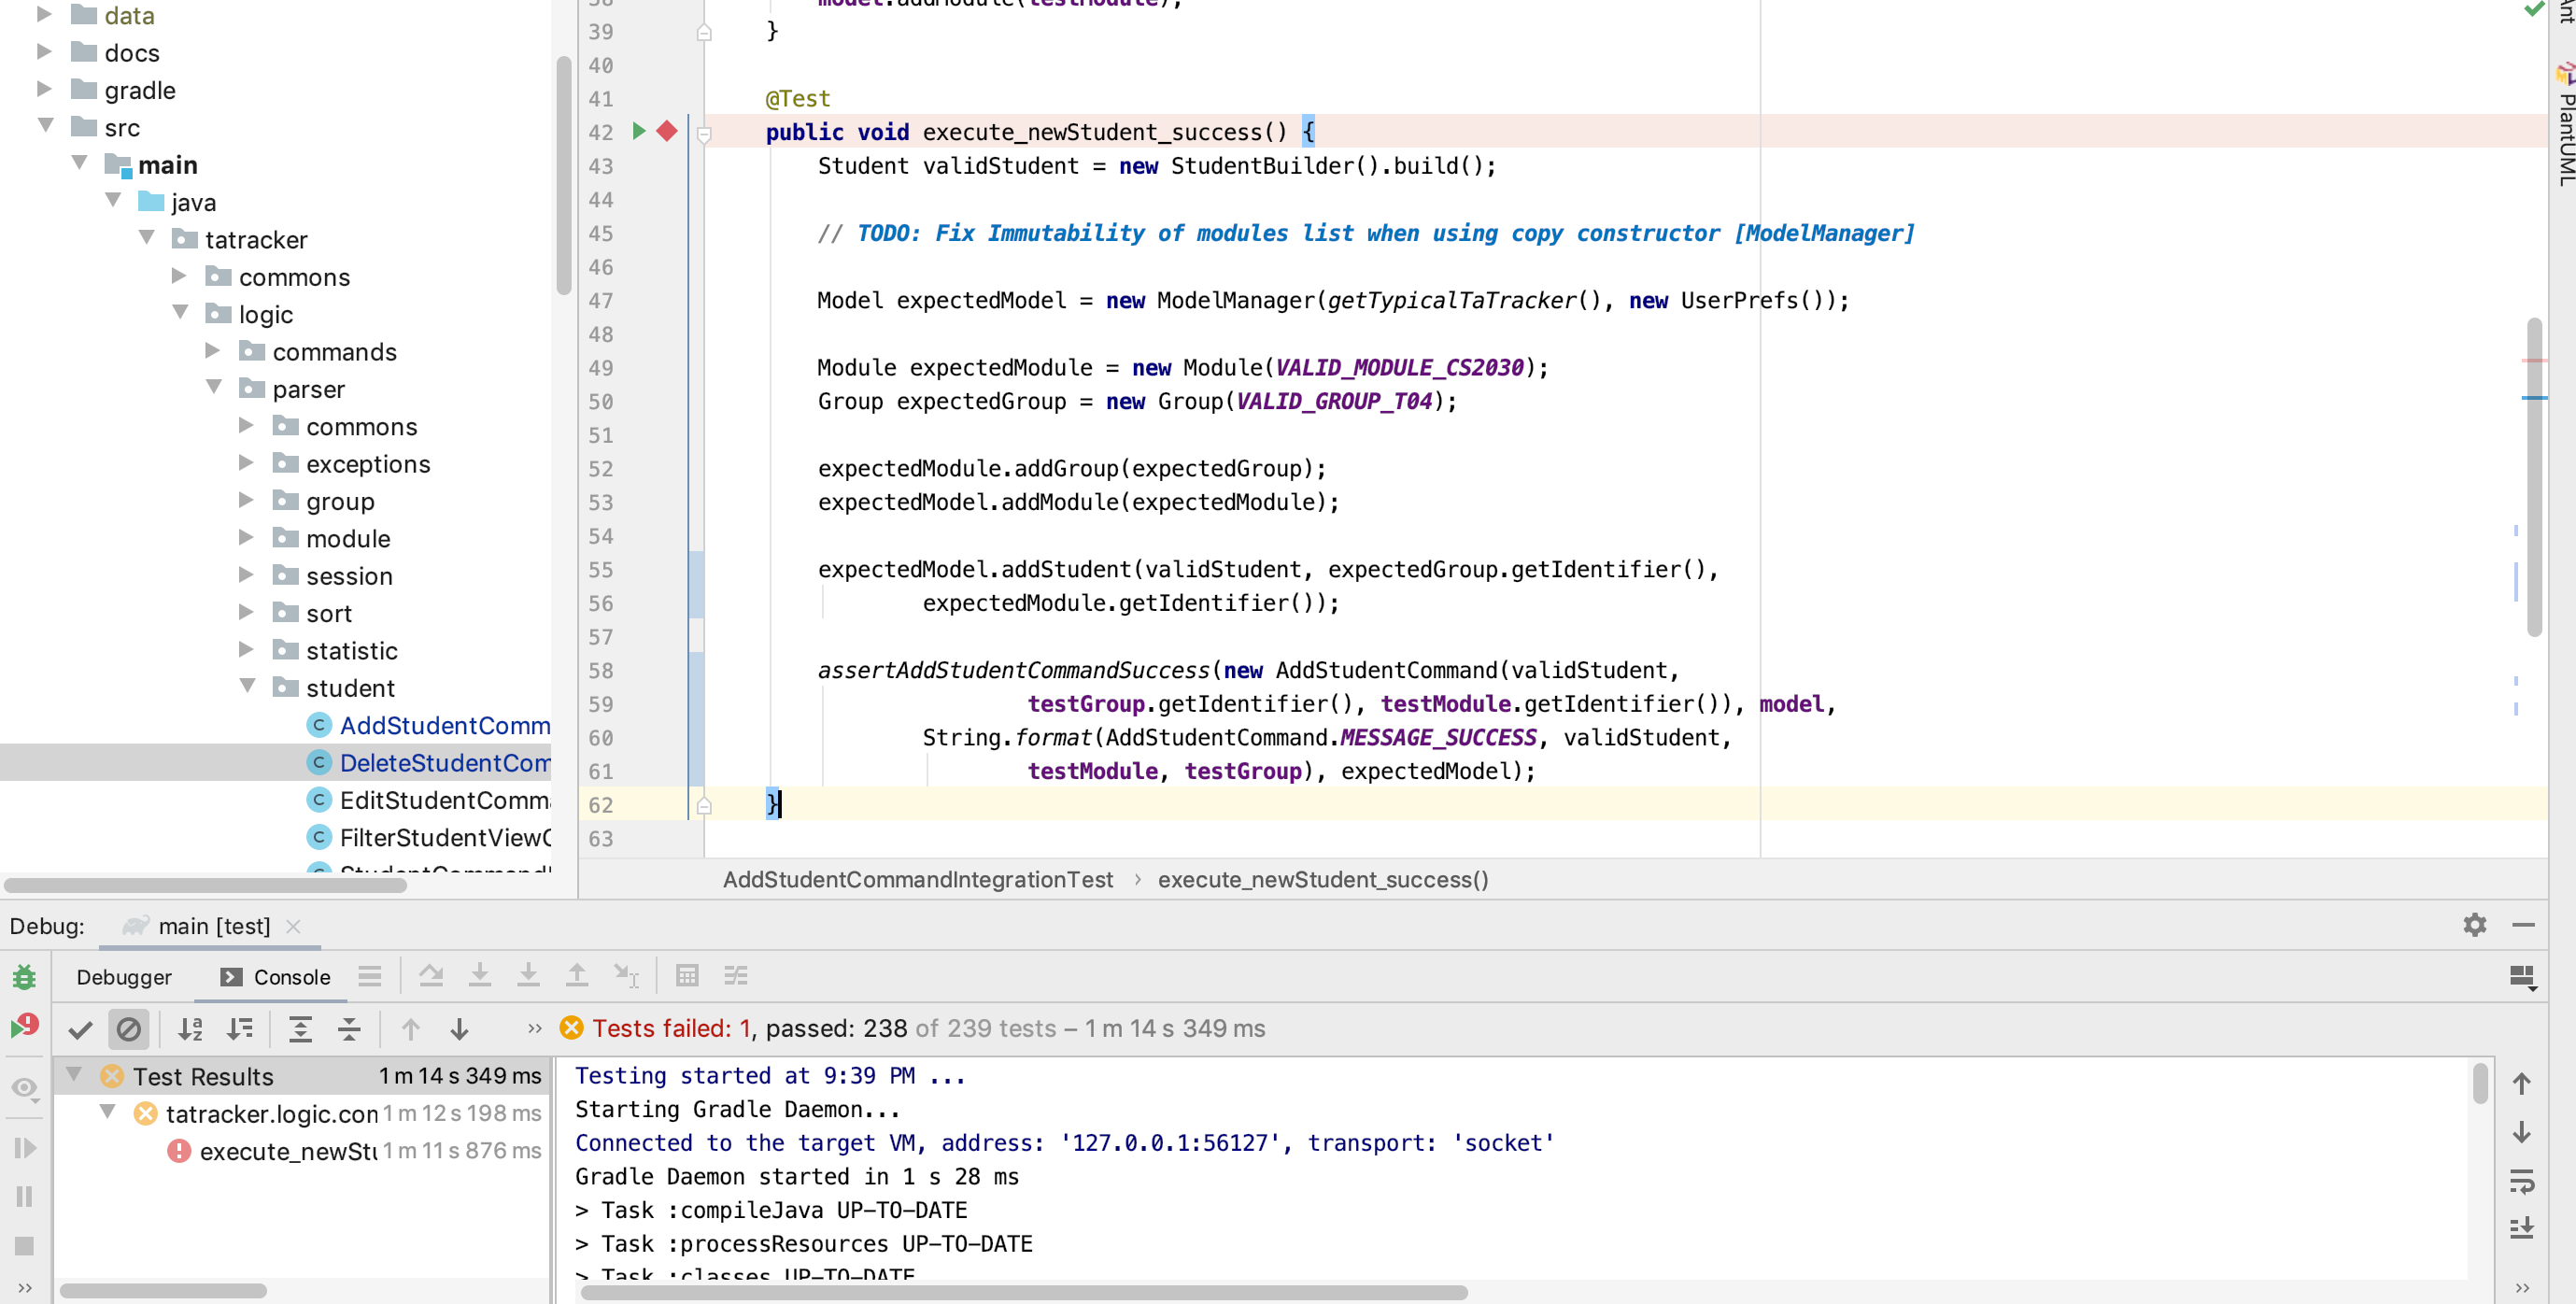 data
docs
gradle
src
main
java
tatracker
commons
logic
commands
parser
commons
exceptions
group
module
session
sort
statistic
student
AddStudentComm
DeleteStudentCom
EditStudentComm
FilterStudentViewC
38 model.addModule(testModule);
39 }
40
41 @Test
42 public void execute_newStudent_success() {
43 Student validStudent = new StudentBuilder().build();
44
45 // TODO: Fix Immutability of modules list when using copy constructor [ModelManager]
46
47 Model expectedModel = new ModelManager(getTypicalTaTracker(), new UserPrefs());
48
49 Module expectedModule = new Module(VALID_MODULE_CS2030);
50 Group expectedGroup = new Group(VALID_GROUP_T04);
51
52 expectedModule.addGroup(expectedGroup);
53 expectedModel.addModule(expectedModule);
54
55 expectedModel.addStudent(validStudent, expectedGroup.getIdentifier(),
56 expectedModule.getIdentifier());
57
58 assertAddStudentCommandSuccess(new AddStudentCommand(validStudent,
59 testGroup.getIdentifier(), testModule.getIdentifier()), model,
60 String.format(AddStudentCommand.MESSAGE_SUCCESS, validStudent,
61 testModule, testGroup), expectedModel);
62 }
63
Ant
PlantUML
AddStudentCommandIntegrationTest › execute_newStudent_success()
Debug: main [test]
Debugger Console
» Tests failed: 1, passed: 238 of 239 tests – 1 m 14 s 349 ms
Test Results 1 m 14 s 349 ms
tatracker.logic.con 1 m 12 s 198 ms
execute_newStu 1 m 11 s 876 ms
Testing started at 9:39 PM ...
Starting Gradle Daemon...
Connected to the target VM, address: '127.0.0.1:56127', transport: 'socket'
Gradle Daemon started in 1 s 28 ms
> Task :compileJava UP-TO-DATE
> Task :processResources UP-TO-DATE
> Task :classes UP-TO-DATE